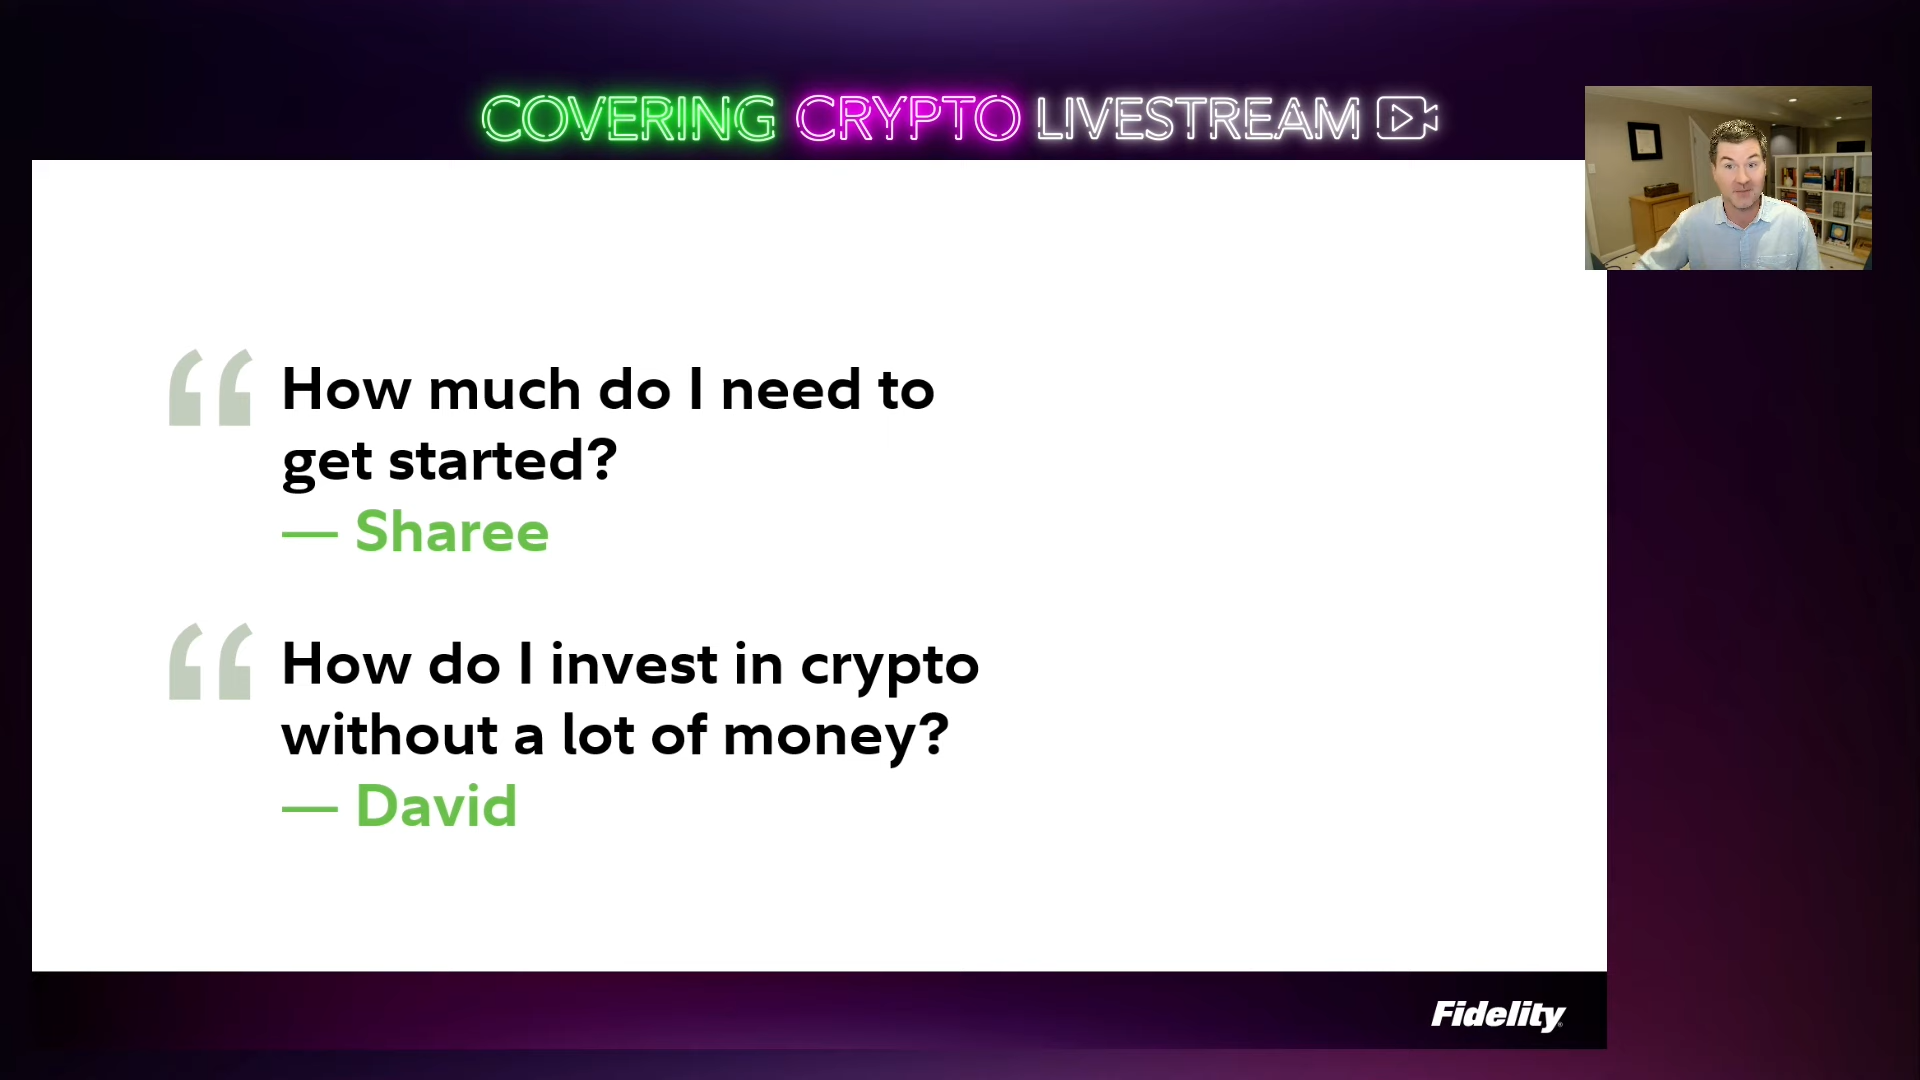 COVERING CRYPTO LIVESTREAM
“ How much do I need to
get started?
— Sharee
“ How do I invest in crypto
without a lot of money?
— David
Fidelity